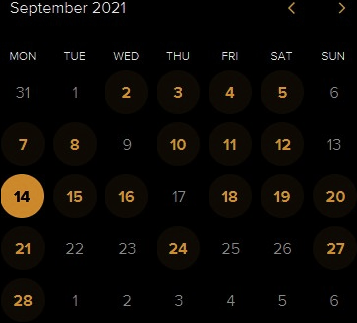 September 2021
MON TUE WED THU FRI SAT SUN
31 1 2 3 4 5 6
7 8 9 10 11 12 13
14 15 16 17 18 19 20
21 22 23 24 25 26 27
28 1 2 3 4 5 6